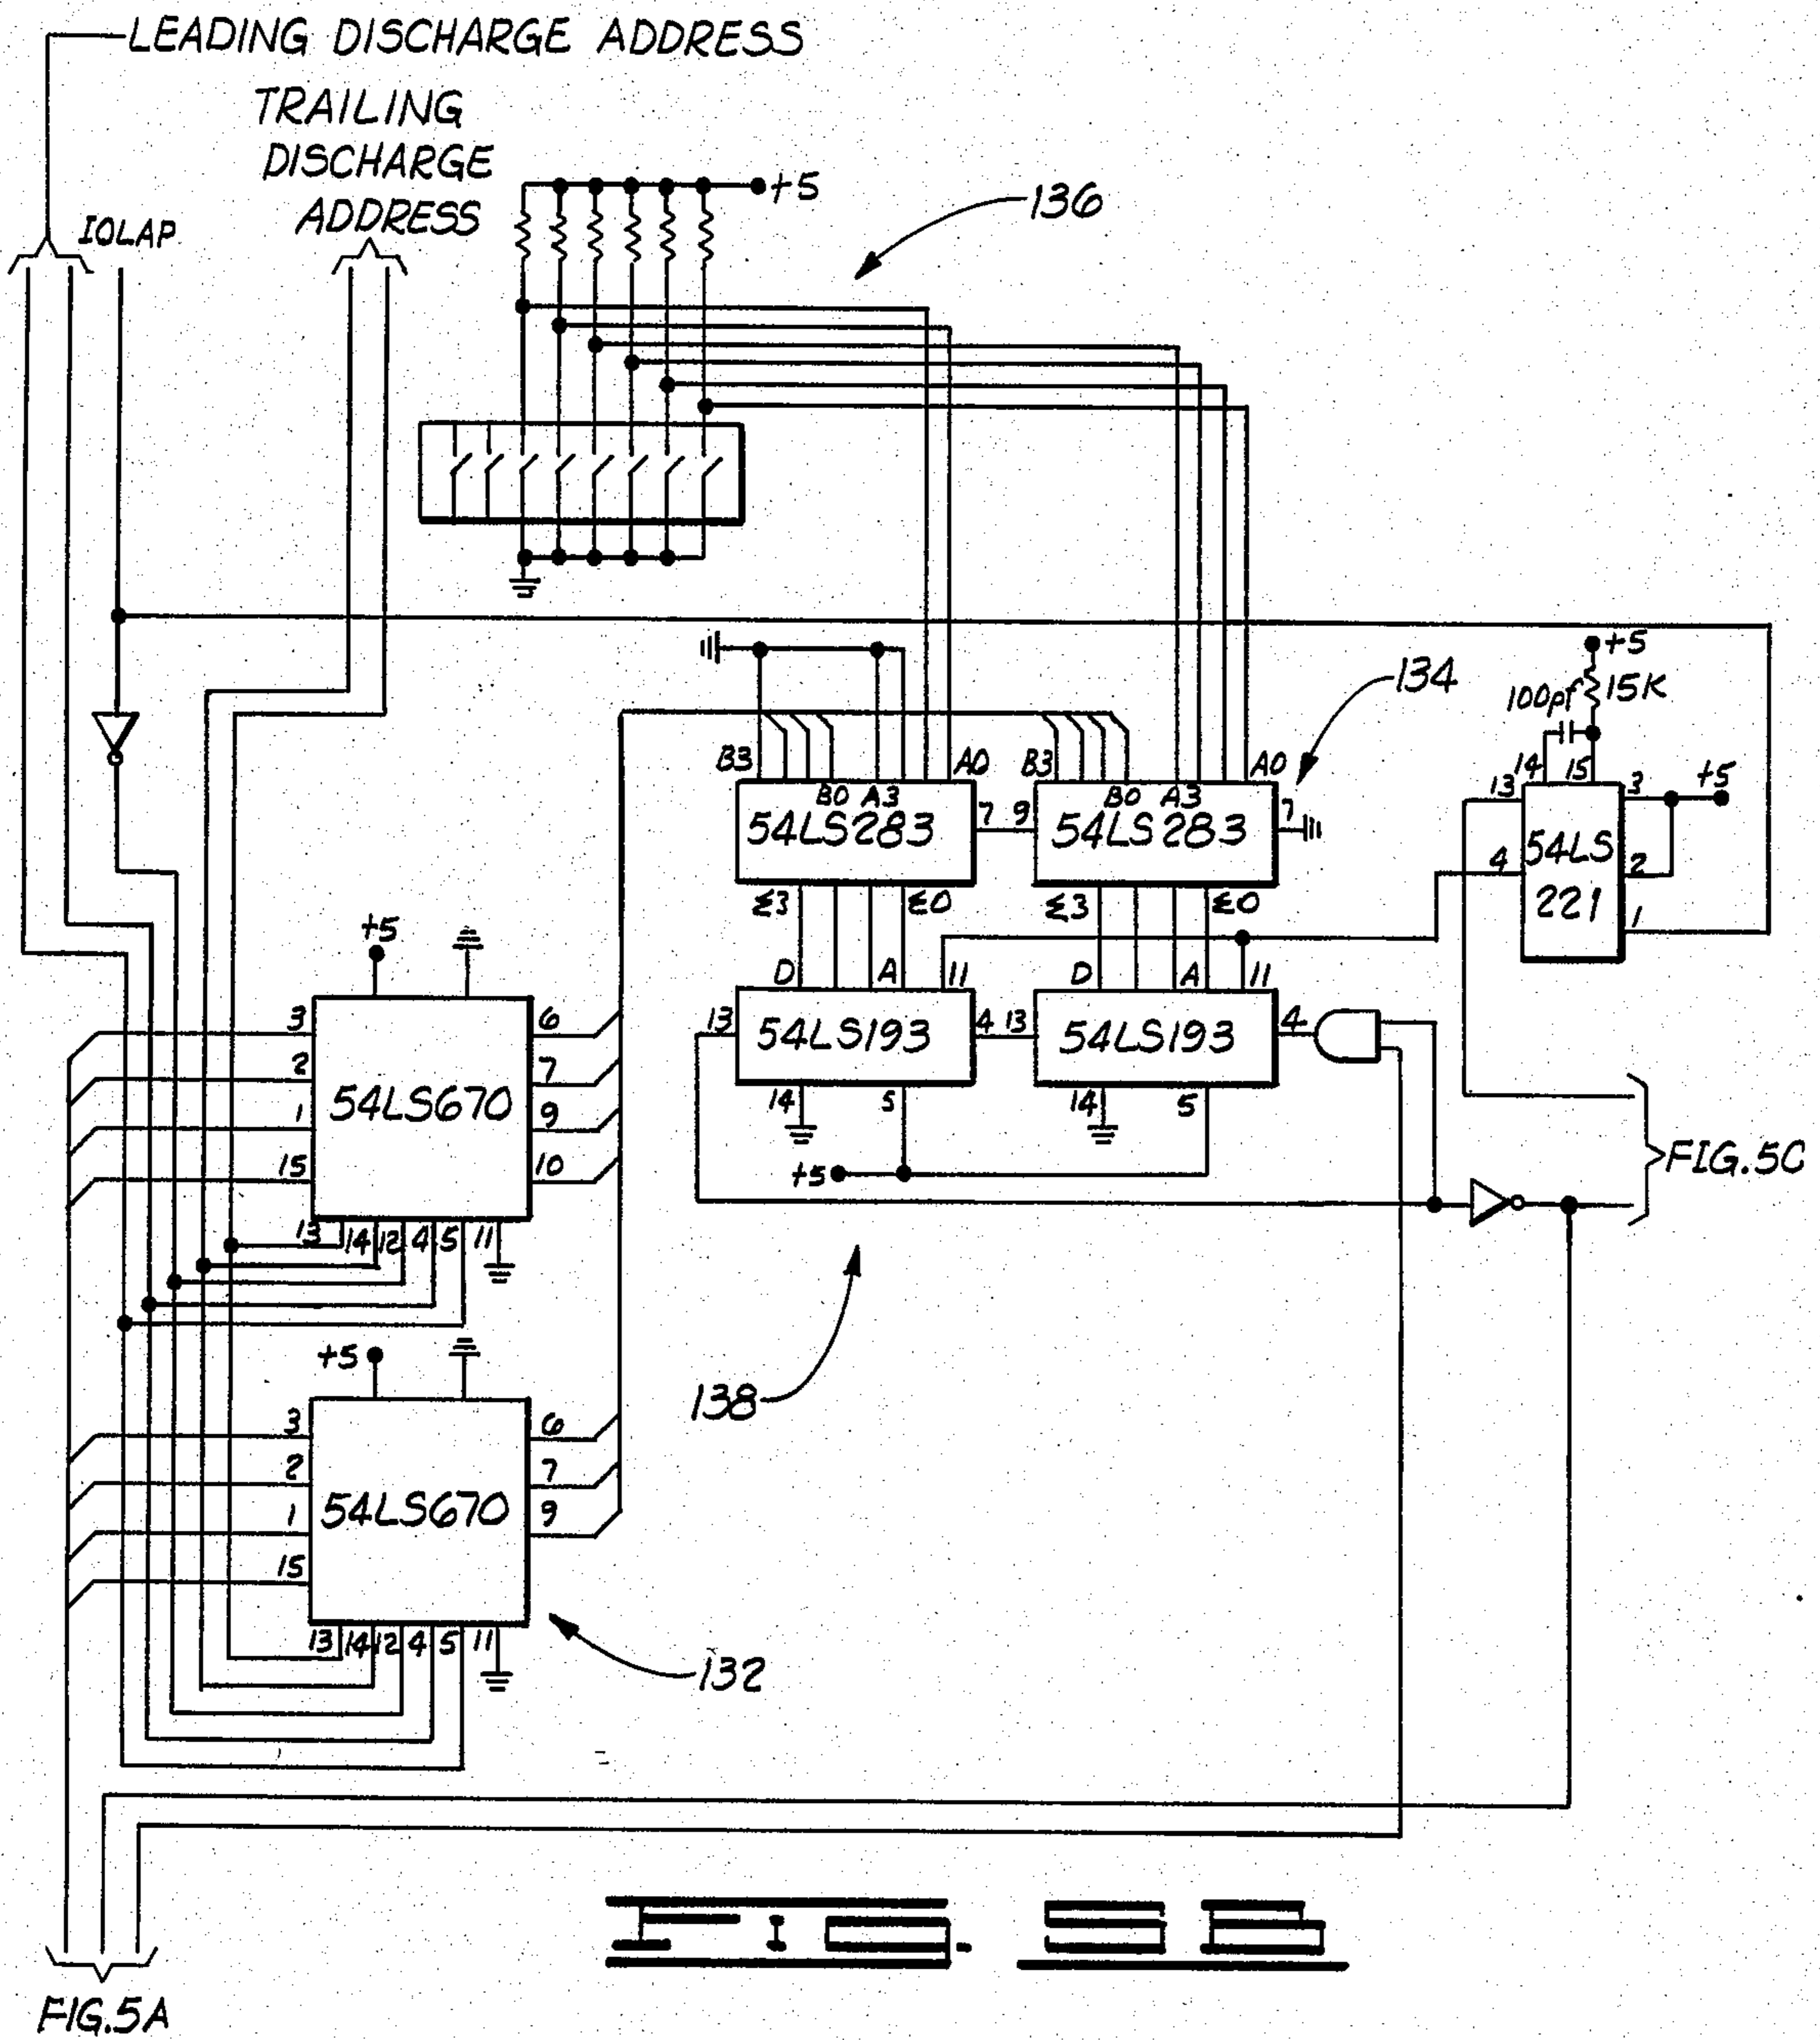 LEADING DISCHARGE ADDRESS
TRAILING
DISCHARGE
ADDRESS
IOLAP
+5
136
134
+5
100pf
15K
B3
A0
B3
A0
14
15
13
3
+5
B0 A3
B0 A3
54LS283
7
9
54LS283
7
54LS
221
4
2
1
Σ3
Σ0
Σ3
Σ0
+5
D
A
11
D
A
11
3
6
13
54LS193
4
13
54LS193
4
2
7
54LS670
1
9
14
5
14
5
15
10
+5
FIG.5C
13
14
12
4
5
11
+5
138
3
6
2
7
54LS670
1
9
15
13
14
12
4
5
11
132
FIG. 5B
FIG.5A